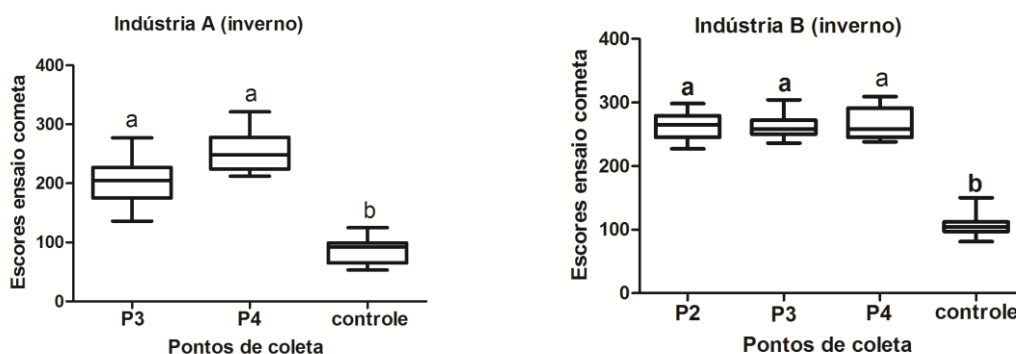 Indústria A (inverno)
Escores ensaio cometa
400
300
200
100
0
a
a
b
P3 P4 controle
Pontos de coleta
Indústria B (inverno)
Escores ensaio cometa
400
300
200
100
0
a a a
b
P2 P3 P4 controle
Pontos de coleta